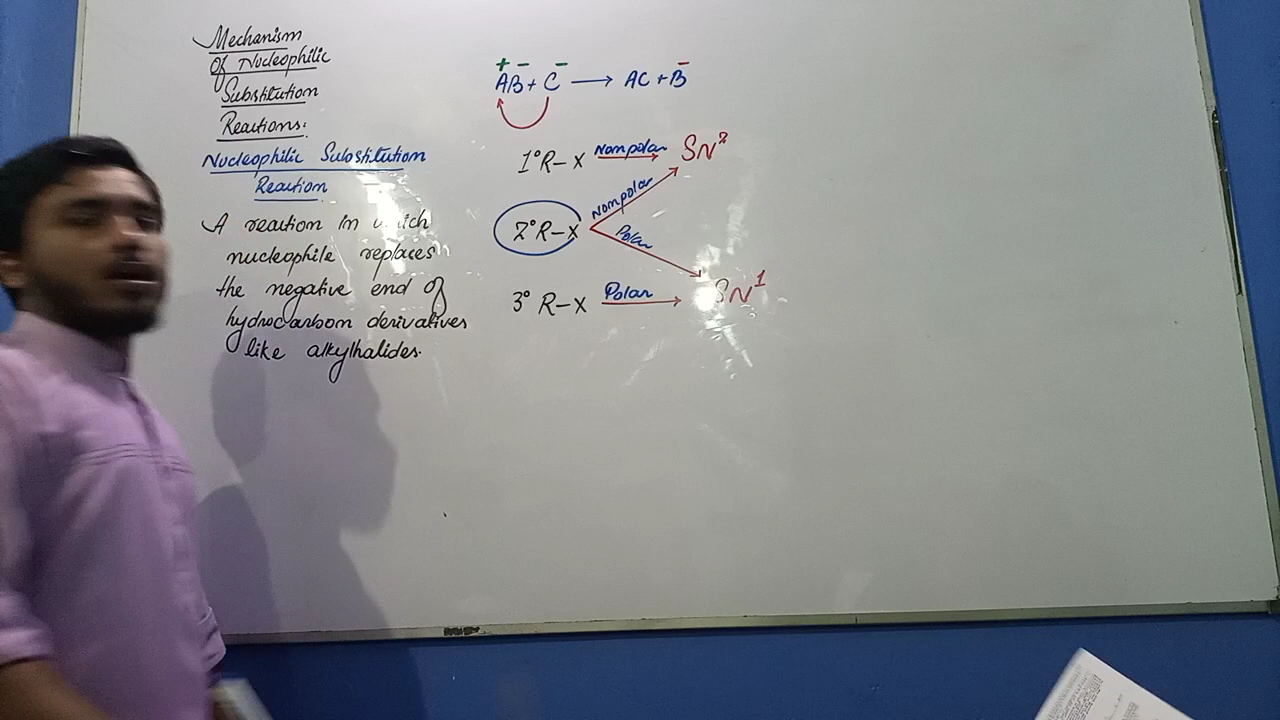 Mechanism
Of Nucleophilic
Substitution
Reactions:
Nucleophilic Substitution
Reaction
A reaction in which
nucleophile replaces
the negative end of
hydrocarbon derivatives
like alkylhalides.
+ - -  -
AB + C → AC + B
1° R-X Nonpolar SN²
Nonpolar
2° R-X
Polar
3° R-X Polar SN¹